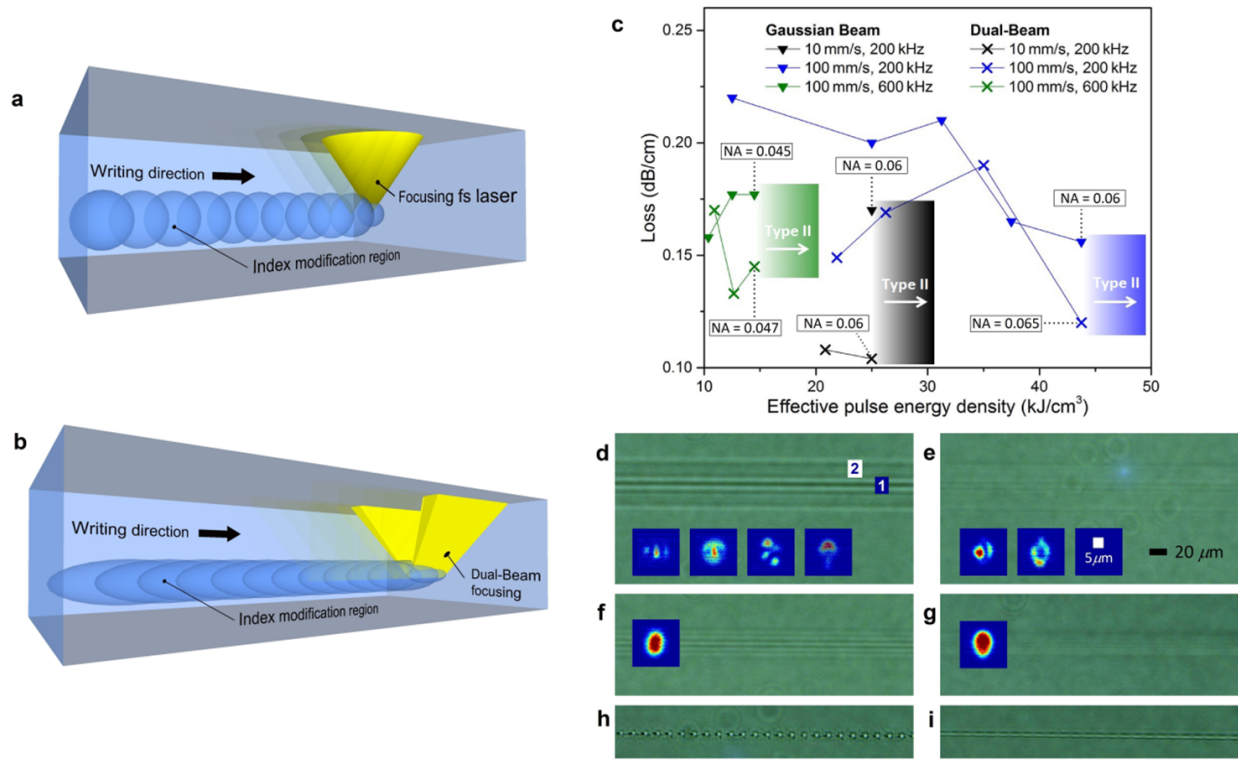 a
Writing direction
Focusing fs laser
Index modification region
b
Writing direction
Dual-Beam
focusing
Index modification region
c
Loss (dB/cm)
0.25
0.20
0.15
0.10
Gaussian Beam
10 mm/s, 200 kHz
100 mm/s, 200 kHz
100 mm/s, 600 kHz
Dual-Beam
10 mm/s, 200 kHz
100 mm/s, 200 kHz
100 mm/s, 600 kHz
NA = 0.045
NA = 0.06
NA = 0.06
Type II
Type II
Type II
NA = 0.047
NA = 0.06
NA = 0.065
10 20 30 40 50
Effective pulse energy density (kJ/cm³)
d
2
1
e
5μm
20 μm
f
g
h
i